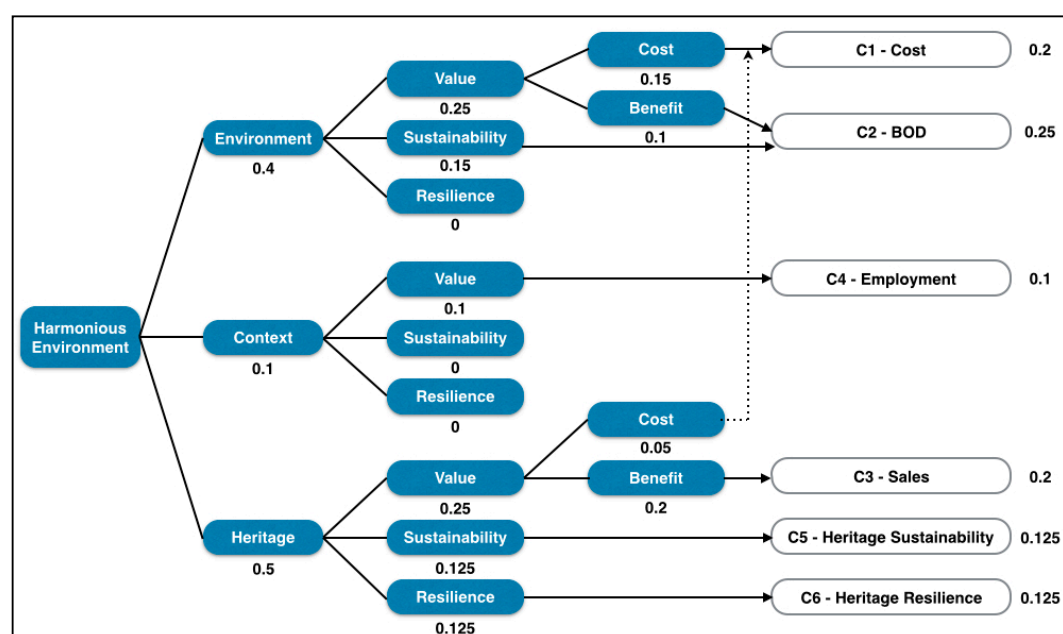 Cost
0.15
C1 - Cost
0.2
Value
0.25
Benefit
0.1
C2 - BOD
0.25
Environment
0.4
Sustainability
0.15
Resilience
0
Value
0.1
C4 - Employment
0.1
Harmonious
Environment
Context
0.1
Sustainability
0
Resilience
0
Cost
0.05
Value
0.25
Benefit
0.2
C3 - Sales
0.2
Heritage
0.5
Sustainability
0.125
C5 - Heritage Sustainability
0.125
Resilience
0.125
C6 - Heritage Resilience
0.125